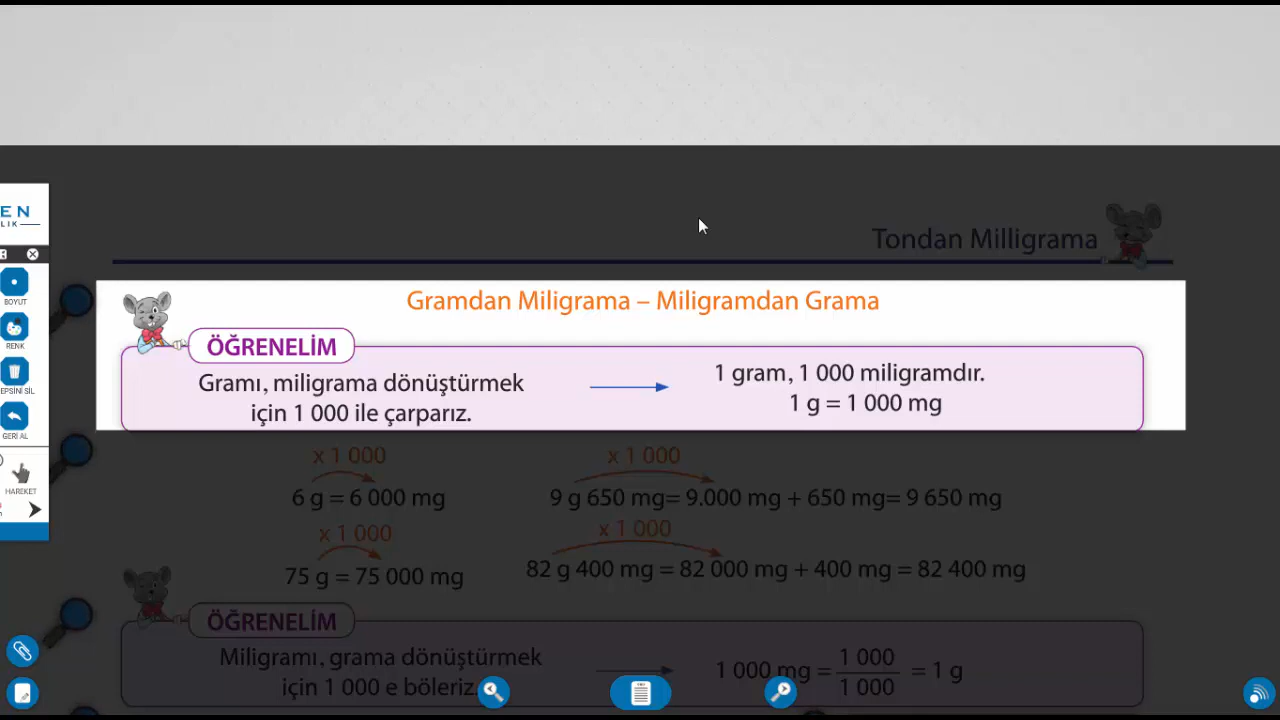 Tondan Milligrama
Gramdan Miligrama – Miligramdan Grama
ÖĞRENELİM
Gramı, miligrama dönüştürmek
için 1 000 ile çarparız.
1 gram, 1 000 miligramdır.
1 g = 1 000 mg
x 1 000
6 g = 6 000 mg
x 1 000
9 g 650 mg= 9.000 mg + 650 mg= 9 650 mg
x 1 000
75 g = 75 000 mg
x 1 000
82 g 400 mg = 82 000 mg + 400 mg = 82 400 mg
ÖĞRENELİM
Miligramı, grama dönüştürmek
için 1 000 e böleriz.
1 000 mg = 1 000 / 1 000 = 1 g
EN
LIK
BOYUT
RENK
EPSİNİ SİL
GERİ AL
HAREKET